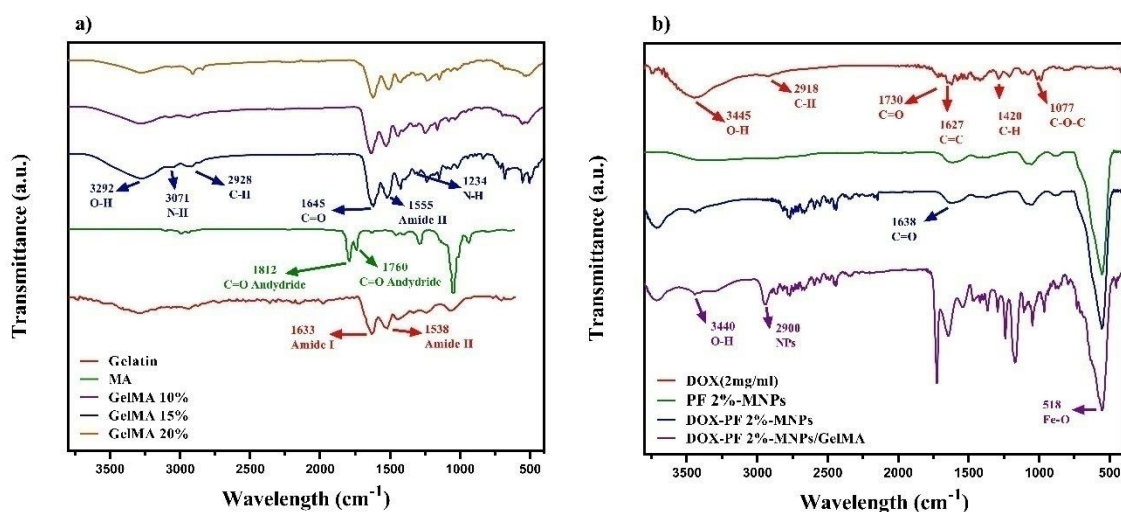 a)
3292
O-H
3071
N-II
2928
C-II
1645
C=O
1555
Amide II
1234
N-H
1812
C=O Andydride
1760
C=O Andydride
1633
Amide I
1538
Amide II
Gelatin
MA
GelMA 10%
GelMA 15%
GelMA 20%
Transmittance (a.u.)
3500 3000 2500 2000 1500 1000 500
Wavelength (cm⁻¹)
b)
3445
O-H
2918
C-II
1730
C=O
1627
C=C
1420
C-H
1077
C-O-C
1638
C=O
3440
O-H
2900
NPs
518
Fe-O
DOX(2mg/ml)
PF 2%-MNPs
DOX-PF 2%-MNPs
DOX-PF 2%-MNPs/GelMA
Transmittance (a.u.)
3500 3000 2500 2000 1500 1000 500
Wavelength (cm⁻¹)